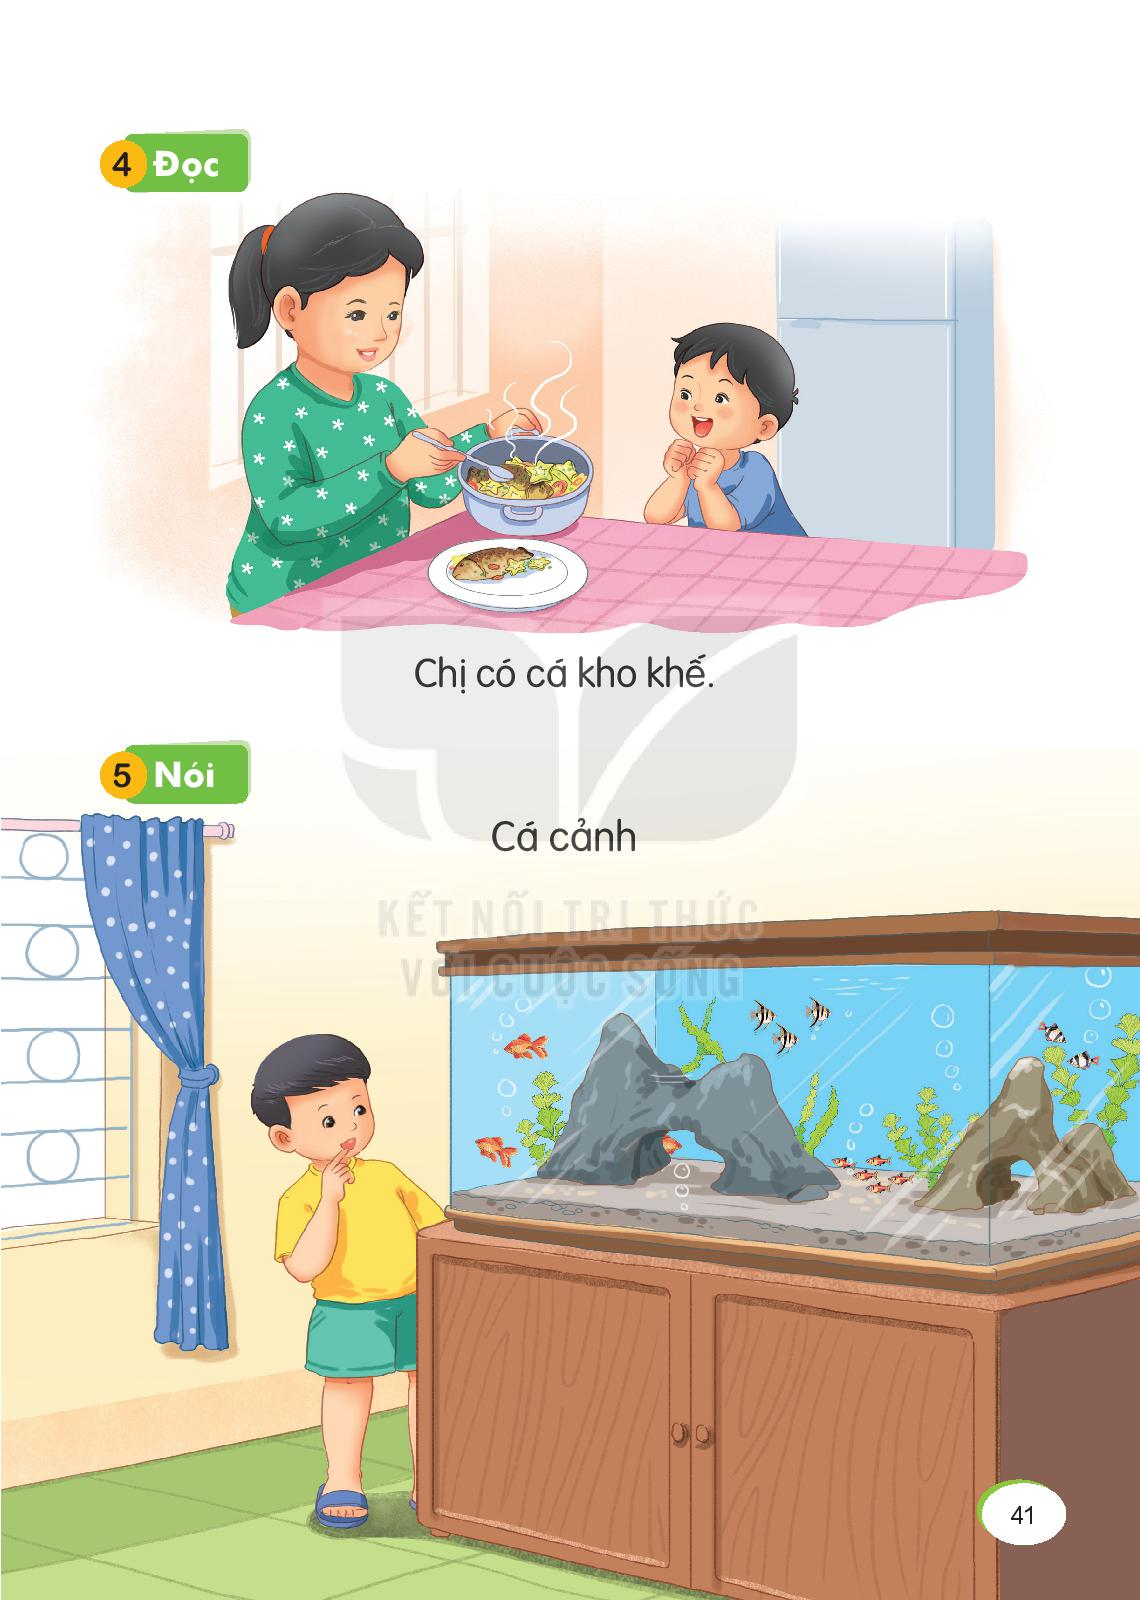 4 Đọc
Chị có cá kho khế.
5 Nói
Cá cảnh
KẾT NỐI TRI THỨC
VỚI CUỘC SỐNG
41